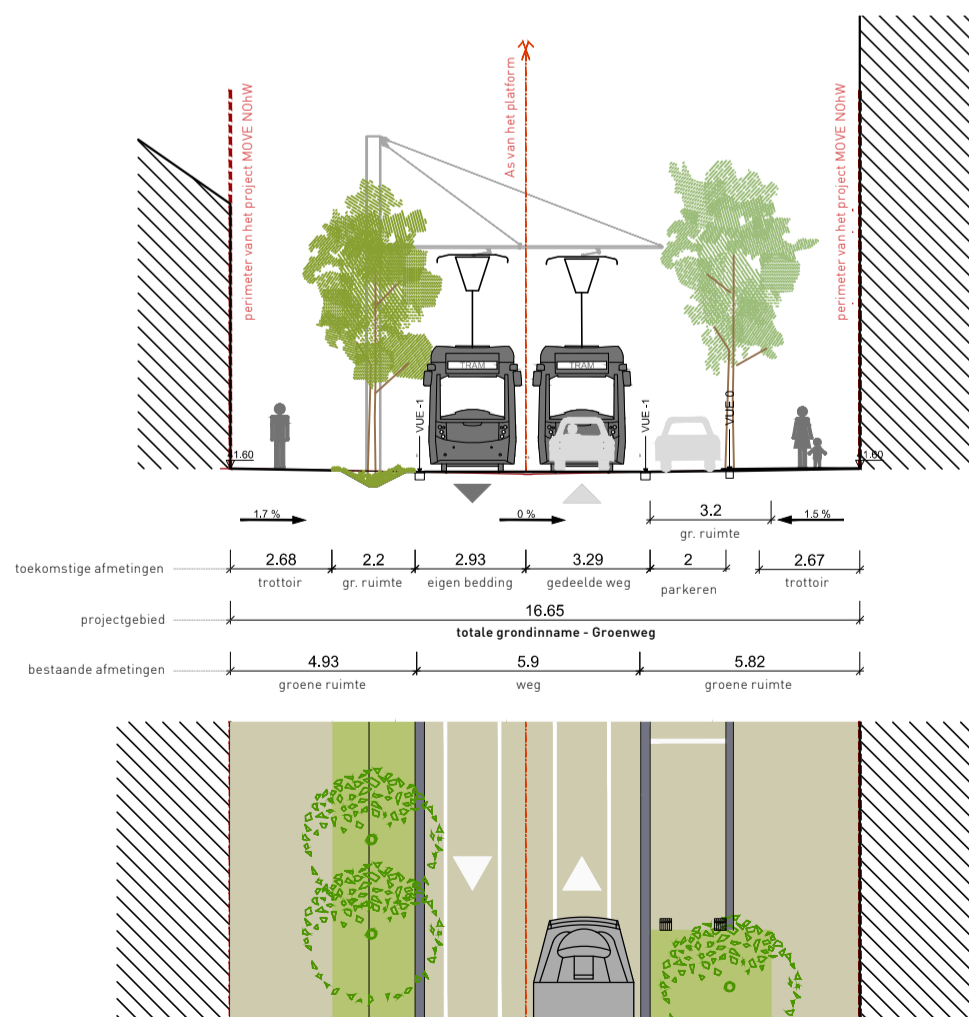 perimeter van het project MOVE NOhW
As van het platform
perimeter van het project MOVE NOhW
TRAM
TRAM
VUE -1
VUE -1
VUE 0
1.60
1.60
1.7 %
0 %
1.5 %
3.2
gr. ruimte
toekomstige afmetingen
2.68
2.2
2.93
3.29
2
2.67
trottoir
gr. ruimte
eigen bedding
gedeelde weg
parkeren
trottoir
projectgebied
16.65
totale grondinname - Groenweg
bestaande afmetingen
4.93
5.9
5.82
groene ruimte
weg
groene ruimte